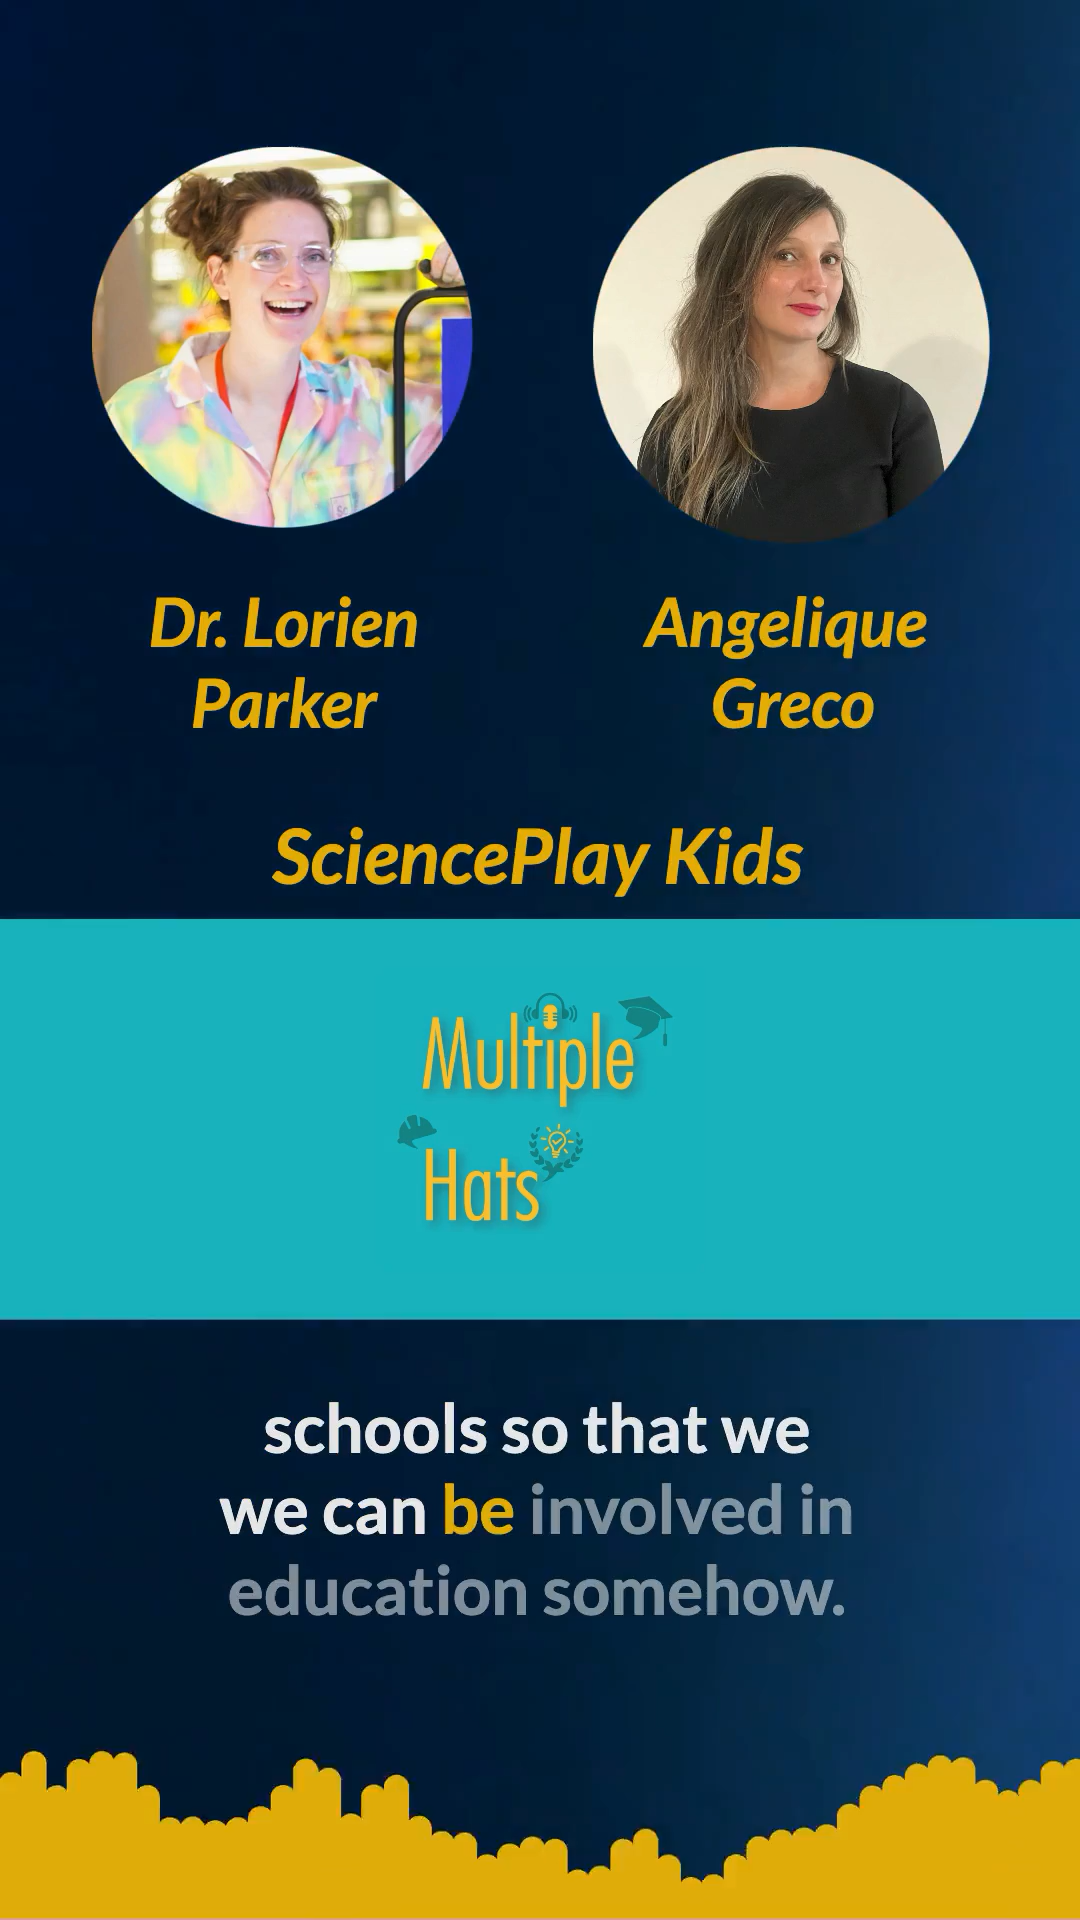 Dr. Lorien
Parker
Angelique
Greco
SciencePlay Kids
Multiple
Hats
schools so that we
we can be involved in
education somehow.